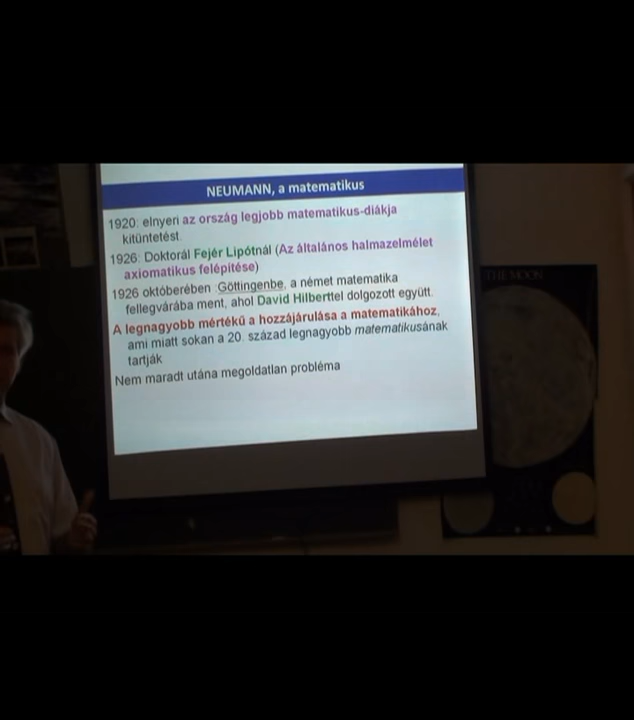 NEUMANN, a matematikus
1920: elnyeri az ország legjobb matematikus-diákja
kitüntetést.
1926: Doktorál Fejér Lipótnál (Az általános halmazelmélet
axiomatikus felépítése)
1926 októberében :Göttingenbe, a német matematika
fellegvárába ment, ahol David Hilberttel dolgozott együtt.
A legnagyobb mértékű a hozzájárulása a matematikához,
ami miatt sokan a 20. század legnagyobb matematikusának
tartják
Nem maradt utána megoldatlan probléma
THE MOON